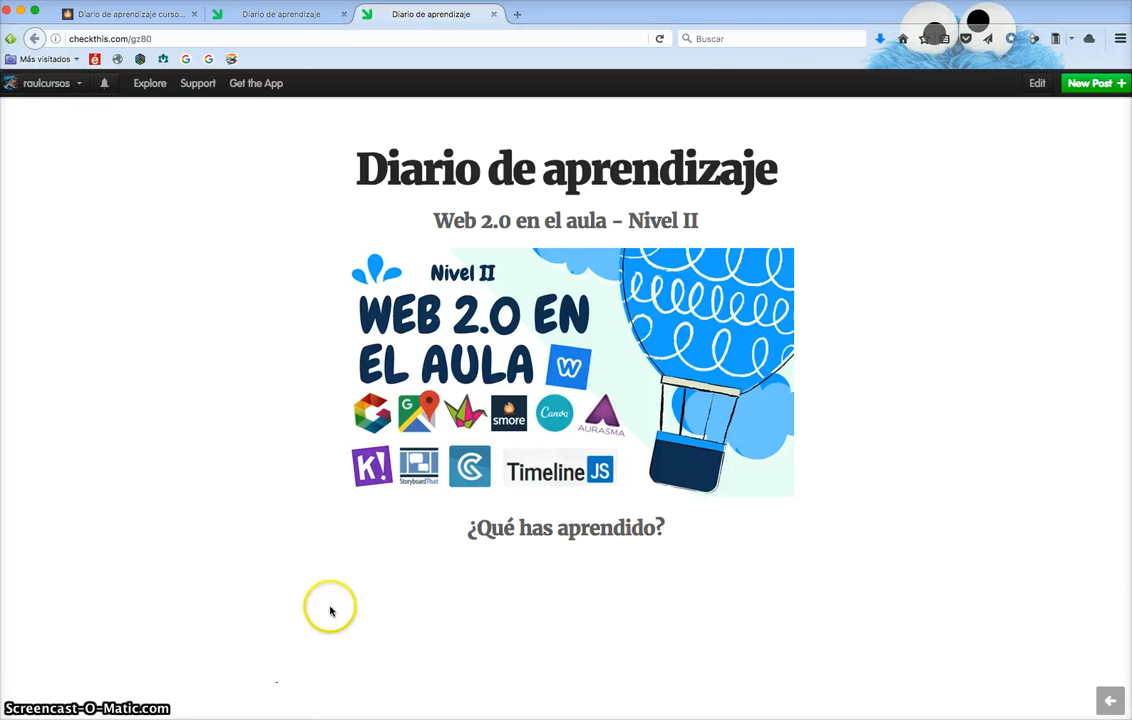 Diario de aprendizaje curso...
Diario de aprendizaje
Diario de aprendizaje
checkthis.com/gz80
Buscar
Más visitados
raulcursos
Explore
Support
Get the App
Edit
New Post +
Diario de aprendizaje
Web 2.0 en el aula - Nivel II
Nivel II
WEB 2.0 EN
EL AULA
smore
Canva
AURASMA
K!
StoryboardThat
Timeline JS
¿Qué has aprendido?
Screencast-O-Matic.com